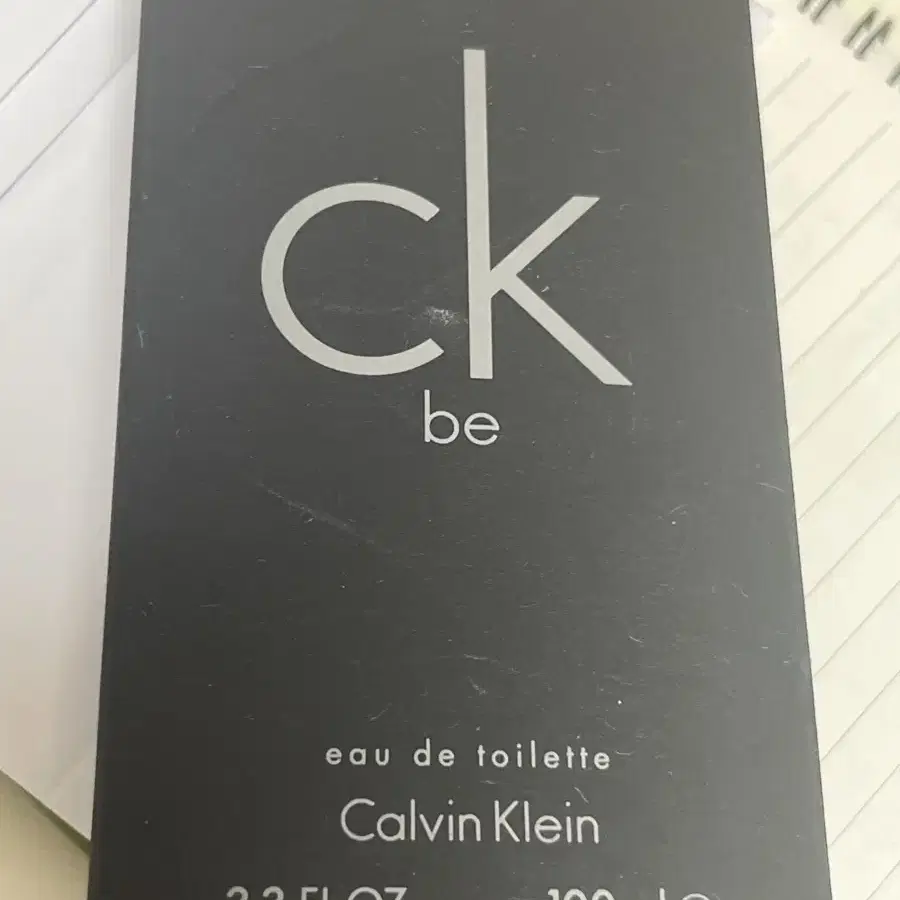 ck
be
eau de toilette
Calvin Klein